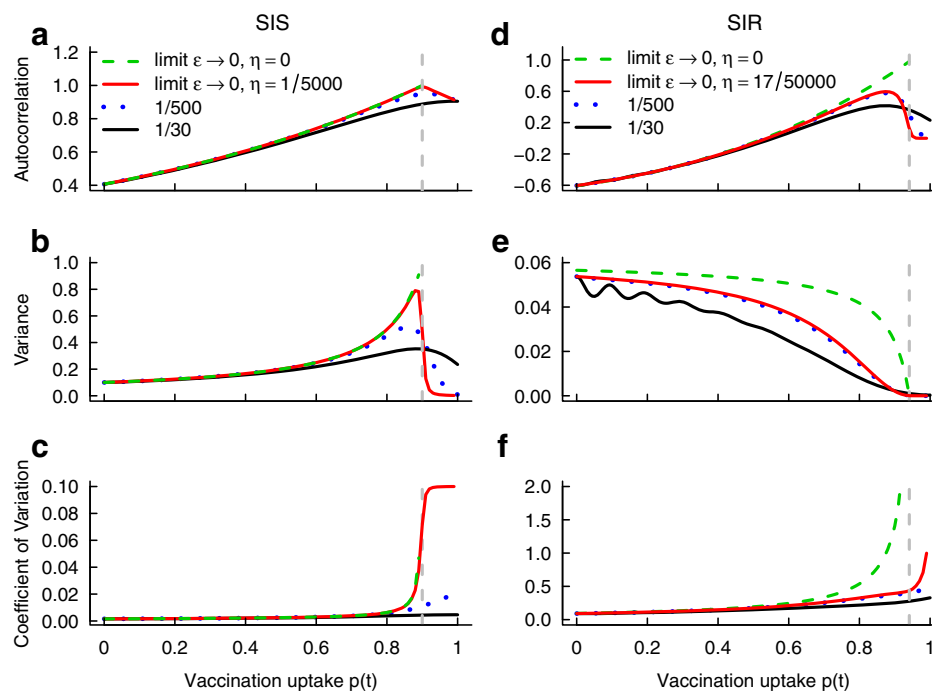 SIS
SIR
a
limit ε → 0, η = 0
limit ε → 0, η = 1/5000
1/500
1/30
Autocorrelation
1.2
1.0
0.8
0.6
0.4
d
limit ε → 0, η = 0
limit ε → 0, η = 17/50000
1/500
1/30
1.2
0.6
0.0
−0.6
b
Variance
1.0
0.8
0.6
0.4
0.2
0.0
e
0.06
0.04
0.02
0.00
c
Coefficient of Variation
0.10
0.08
0.06
0.04
0.02
0.00
0 0.2 0.4 0.6 0.8 1
Vaccination uptake p(t)
f
2.0
1.5
1.0
0.5
0.0
0 0.2 0.4 0.6 0.8 1
Vaccination uptake p(t)